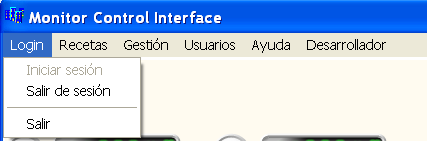 Monitor Control Interface
Login Recetas Gestión Usuarios Ayuda Desarrollador
Iniciar sesión
Salir de sesión
Salir